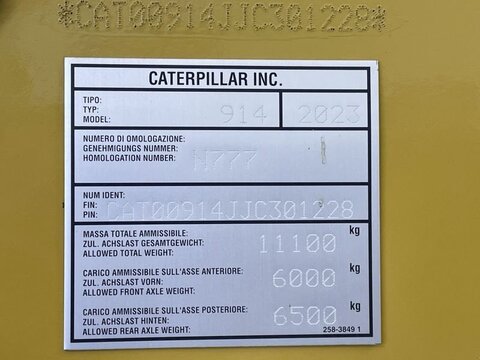 *CAT00914JJC301228*
CATERPILLAR INC.
TIPO:
TYP:
MODEL: 914 2023
NUMERO DI OMOLOGAZIONE:
GENEHMIGUNGS NUMMER:
HOMOLOGATION NUMBER: N777
NUM IDENT:
FIN:
PIN: CAT00914JJC301228
MASSA TOTALE AMMISSIBILE: kg
ZUL. ACHSLAST GESAMTGEWICHT: 11100
ALLOWED TOTAL WEIGHT:
CARICO AMMISSIBILE SULL'ASSE ANTERIORE: kg
ZUL. ACHSLAST VORN: 6000
ALLOWED FRONT AXLE WEIGHT:
CARICO AMMISSIBILE SULL'ASSE POSTERIORE: kg
ZUL. ACHSLAST HINTEN: 6500
ALLOWED REAR AXLE WEIGHT: 258-3849 1